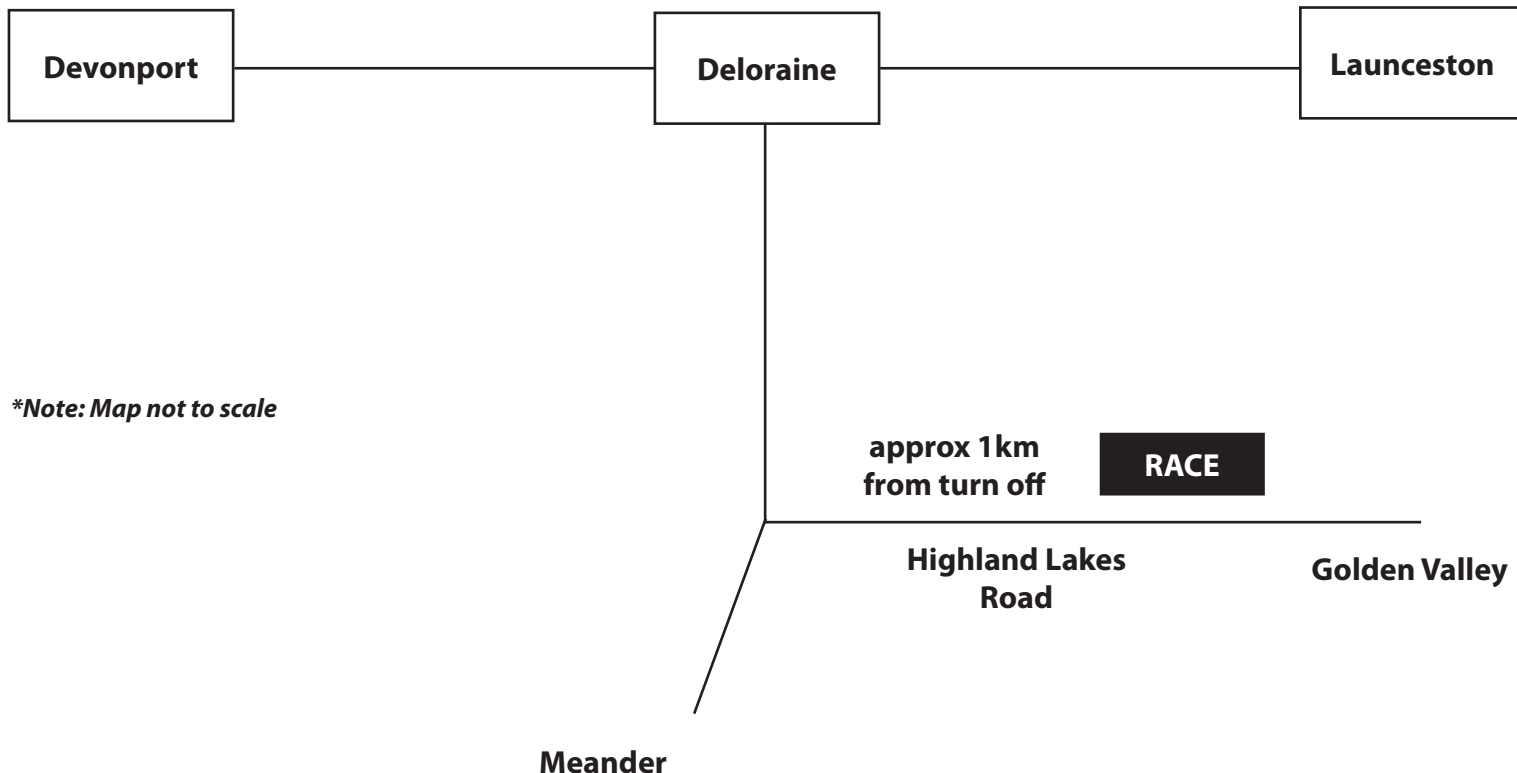 Devonport
Deloraine
Launceston
*Note: Map not to scale
approx 1km
from turn off
RACE
Highland Lakes
Road
Golden Valley
Meander